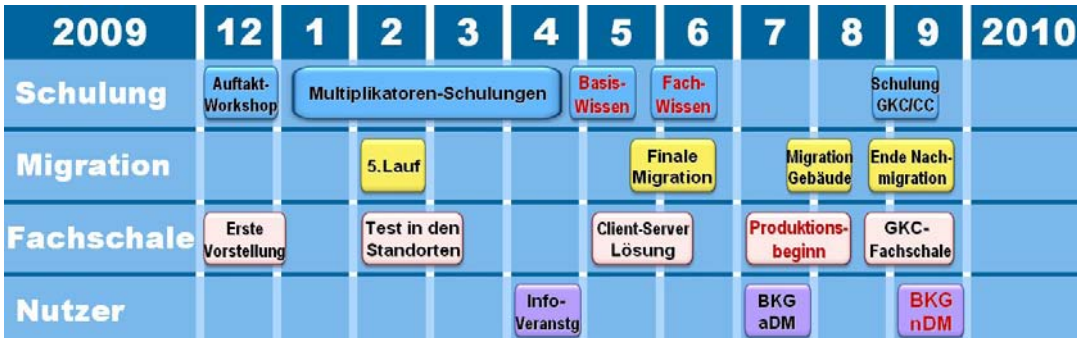 2009 12 1 2 3 4 5 6 7 8 9 2010
Schulung
Auftakt-
Workshop
Multiplikatoren-Schulungen
Basis-
Wissen
Fach-
Wissen
Schulung
GKC/CC
Migration
5.Lauf
Finale
Migration
Migration
Gebäude
Ende Nach-
migration
Fachschale
Erste
Vorstellung
Test in den
Standorten
Client-Server
Lösung
Produktions-
beginn
GKC-
Fachschale
Nutzer
Info-
Veranstg
BKG
aDM
BKG
nDM